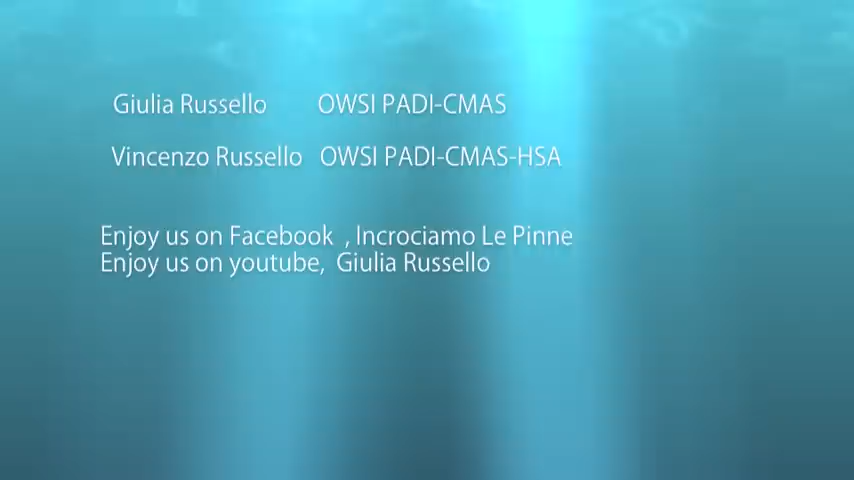 Giulia Russello OWSI PADI-CMAS
Vincenzo Russello OWSI PADI-CMAS-HSA
Enjoy us on Facebook , Incrociamo Le Pinne
Enjoy us on youtube, Giulia Russello